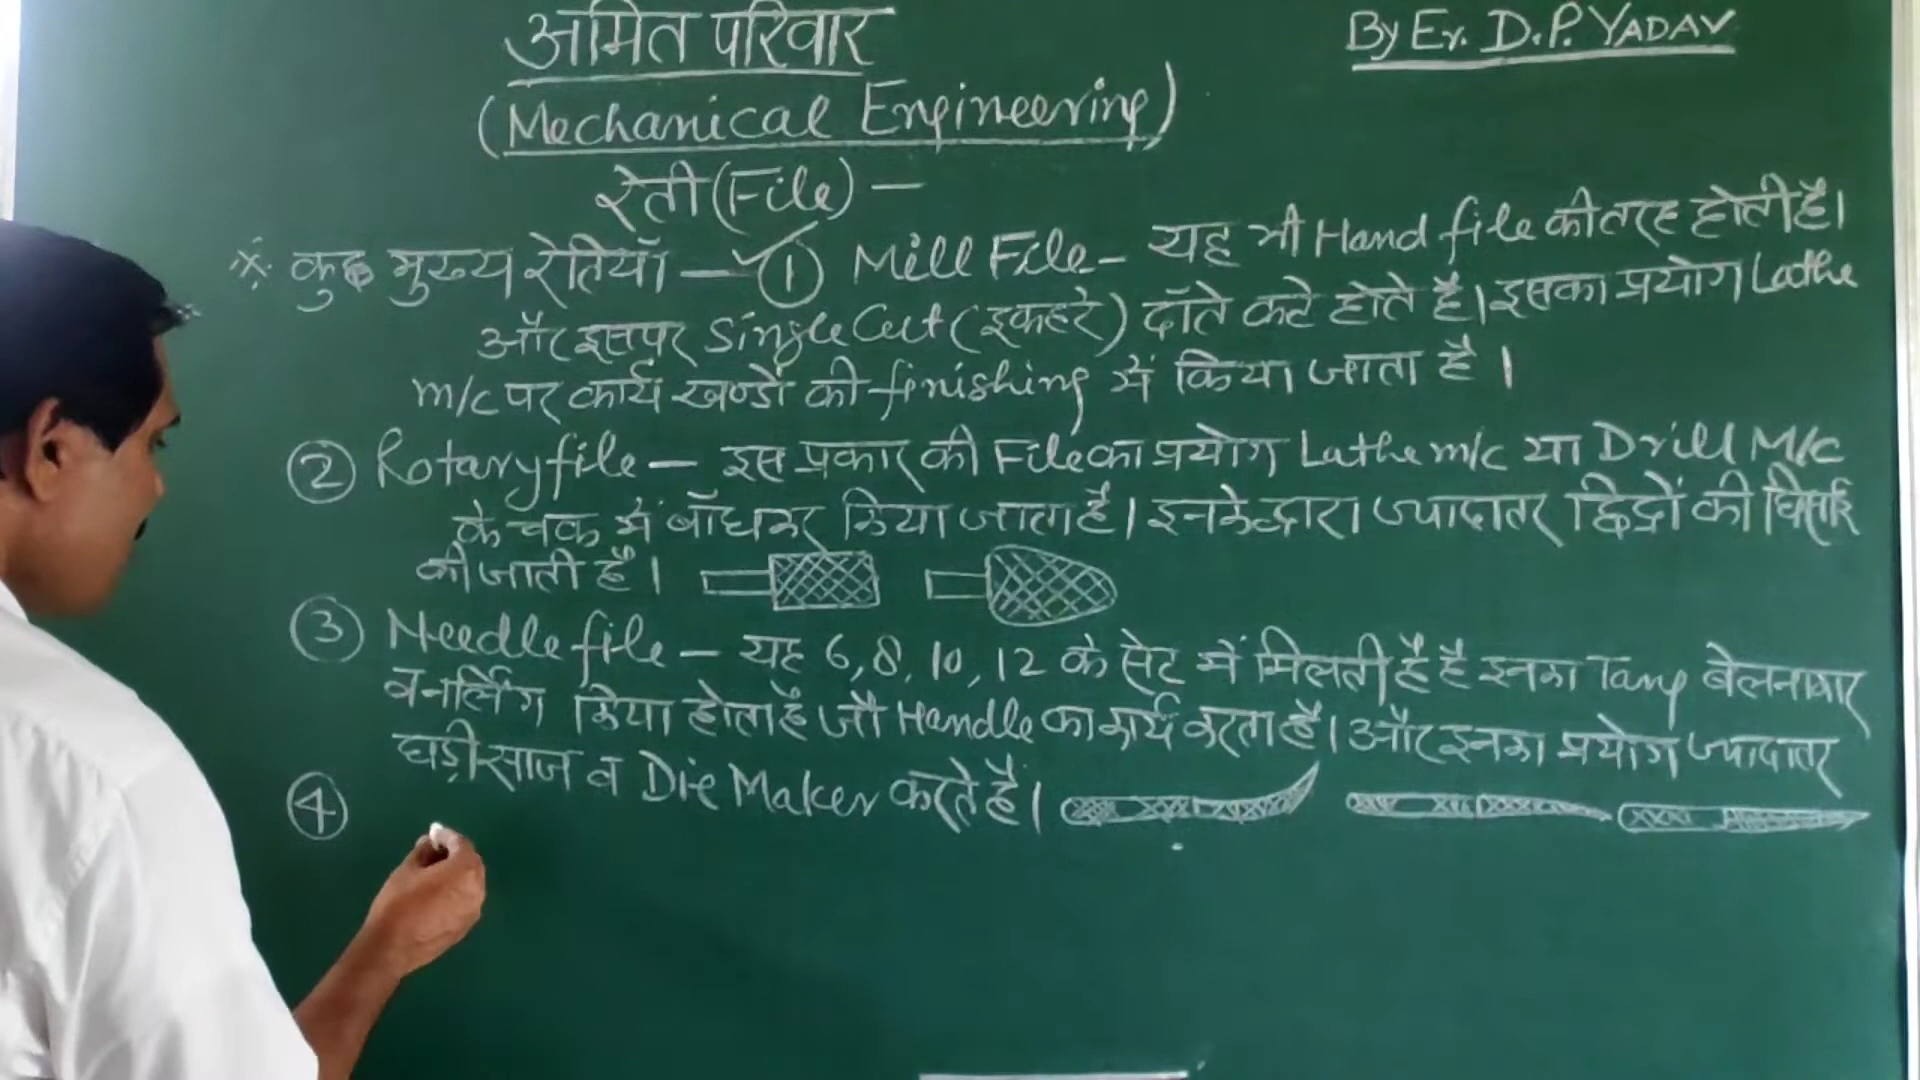 अमित परिवार
By Er. D.P. YADAV
(Mechanical Engineering)
रेती (File) —
* कुछ मुख्य रेतियाँ — ① Mill File - यह भी Hand file की तरह होती है।
और इसपर Single Cut (इकहरे) दाँते कटे होते है। इसका प्रयोग Lathe
m/c पर कार्य खण्डों की finishing में किया जाता है।
② Rotary file — इस प्रकार की File का प्रयोग Lathe m/c या Drill M/c
के चक में बाँधकर किया जाता है। इनके द्वारा ज्यादातर छिद्रों की घिसाई
की जाती है।
③ Needle file — यह 6, 8, 10, 12 के सेट में मिलती है है इनका Tang बेलनाकार
व नर्लिंग किया होता है जो Handle का कार्य करता है। और इनका प्रयोग ज्यादातर
घड़ीसाज व Die Maker करते है।
④